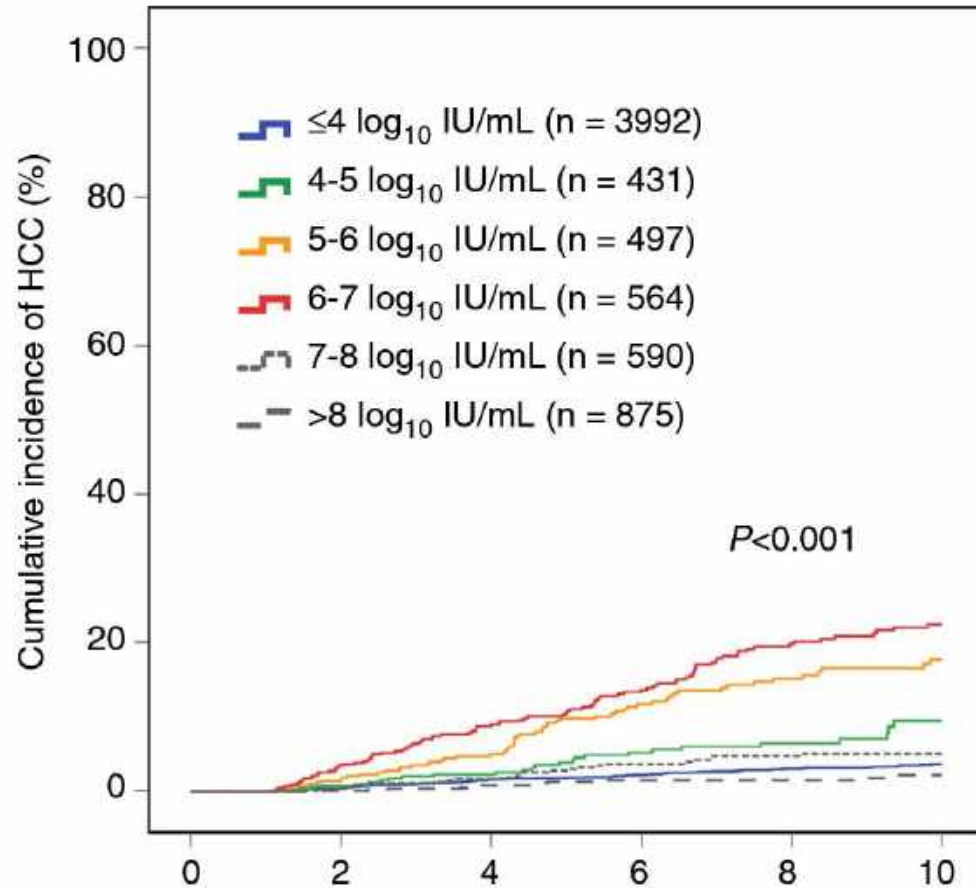 Cumulative incidence of HCC (%)
100
80
60
40
20
0
≤4 log₁₀ IU/mL (n = 3992)
4-5 log₁₀ IU/mL (n = 431)
5-6 log₁₀ IU/mL (n = 497)
6-7 log₁₀ IU/mL (n = 564)
7-8 log₁₀ IU/mL (n = 590)
>8 log₁₀ IU/mL (n = 875)
P<0.001
0 2 4 6 8 10